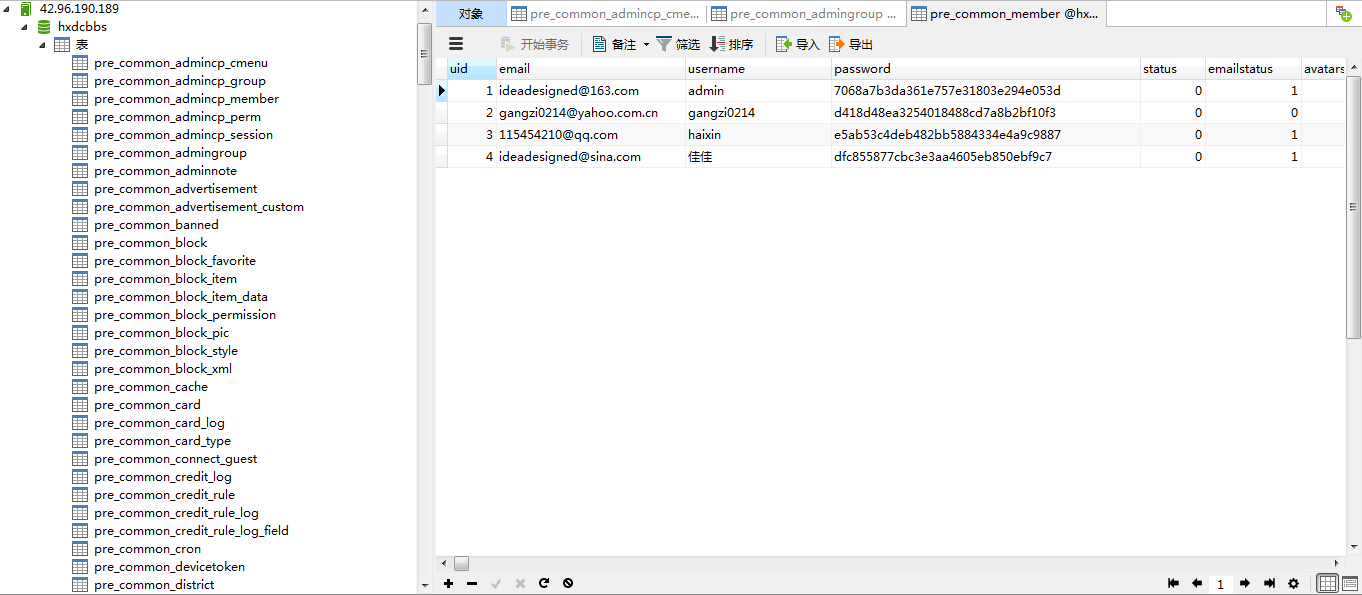 42.96.190.189
hxdcbbs
表
pre_common_admincp_cmenu
pre_common_admincp_group
pre_common_admincp_member
pre_common_admincp_perm
pre_common_admincp_session
pre_common_admingroup
pre_common_adminnote
pre_common_advertisement
pre_common_advertisement_custom
pre_common_banned
pre_common_block
pre_common_block_favorite
pre_common_block_item
pre_common_block_item_data
pre_common_block_permission
pre_common_block_pic
pre_common_block_style
pre_common_block_xml
pre_common_cache
pre_common_card
pre_common_card_log
pre_common_card_type
pre_common_connect_guest
pre_common_credit_log
pre_common_credit_rule
pre_common_credit_rule_log
pre_common_credit_rule_log_field
pre_common_cron
pre_common_devicetoken
pre_common_district
对象 pre_common_admincp_cme... pre_common_admingroup ... pre_common_member @hx...
开始事务 备注 筛选 排序 导入 导出
uid email username password status emailstatus avatars
1 ideadesigned@163.com admin 7068a7b3da361e757e31803e294e053d 0 1
2 gangzi0214@yahoo.com.cn gangzi0214 d418d48ea3254018488cd7a8b2bf10f3 0 0
3 115454210@qq.com haixin e5ab53c4deb482bb5884334e4a9c9887 0 1
4 ideadesigned@sina.com 佳佳 dfc855877cbc3e3aa4605eb850ebf9c7 0 1
1